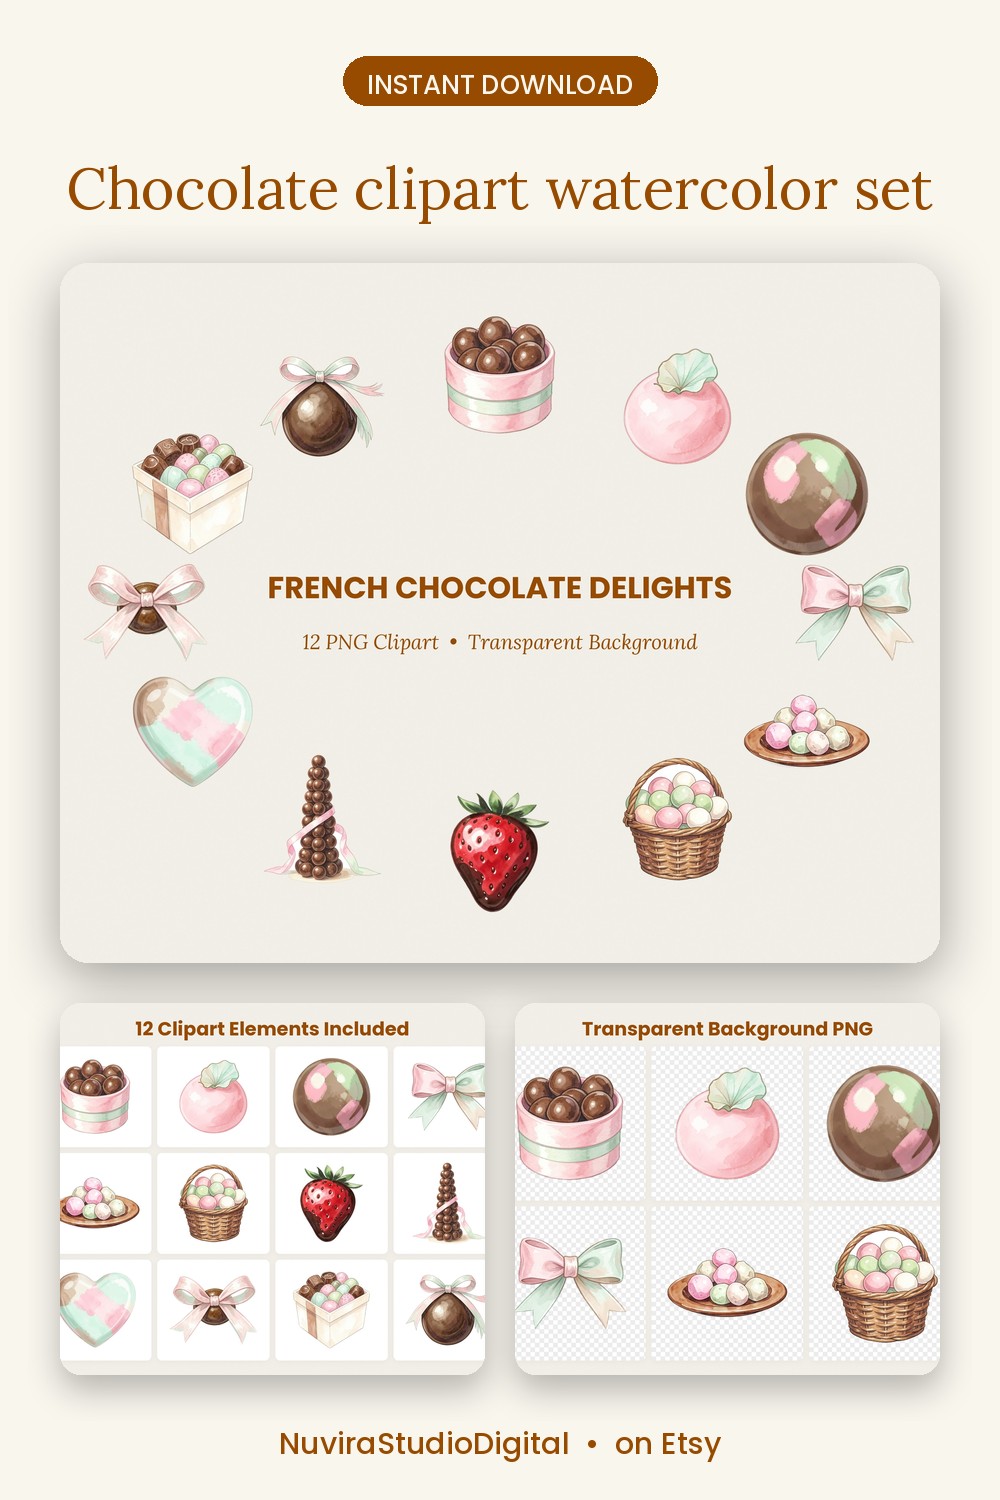 INSTANT DOWNLOAD
Chocolate clipart watercolor set
FRENCH CHOCOLATE DELIGHTS
12 PNG Clipart • Transparent Background
12 Clipart Elements Included
Transparent Background PNG
NuviraStudioDigital • on Etsy